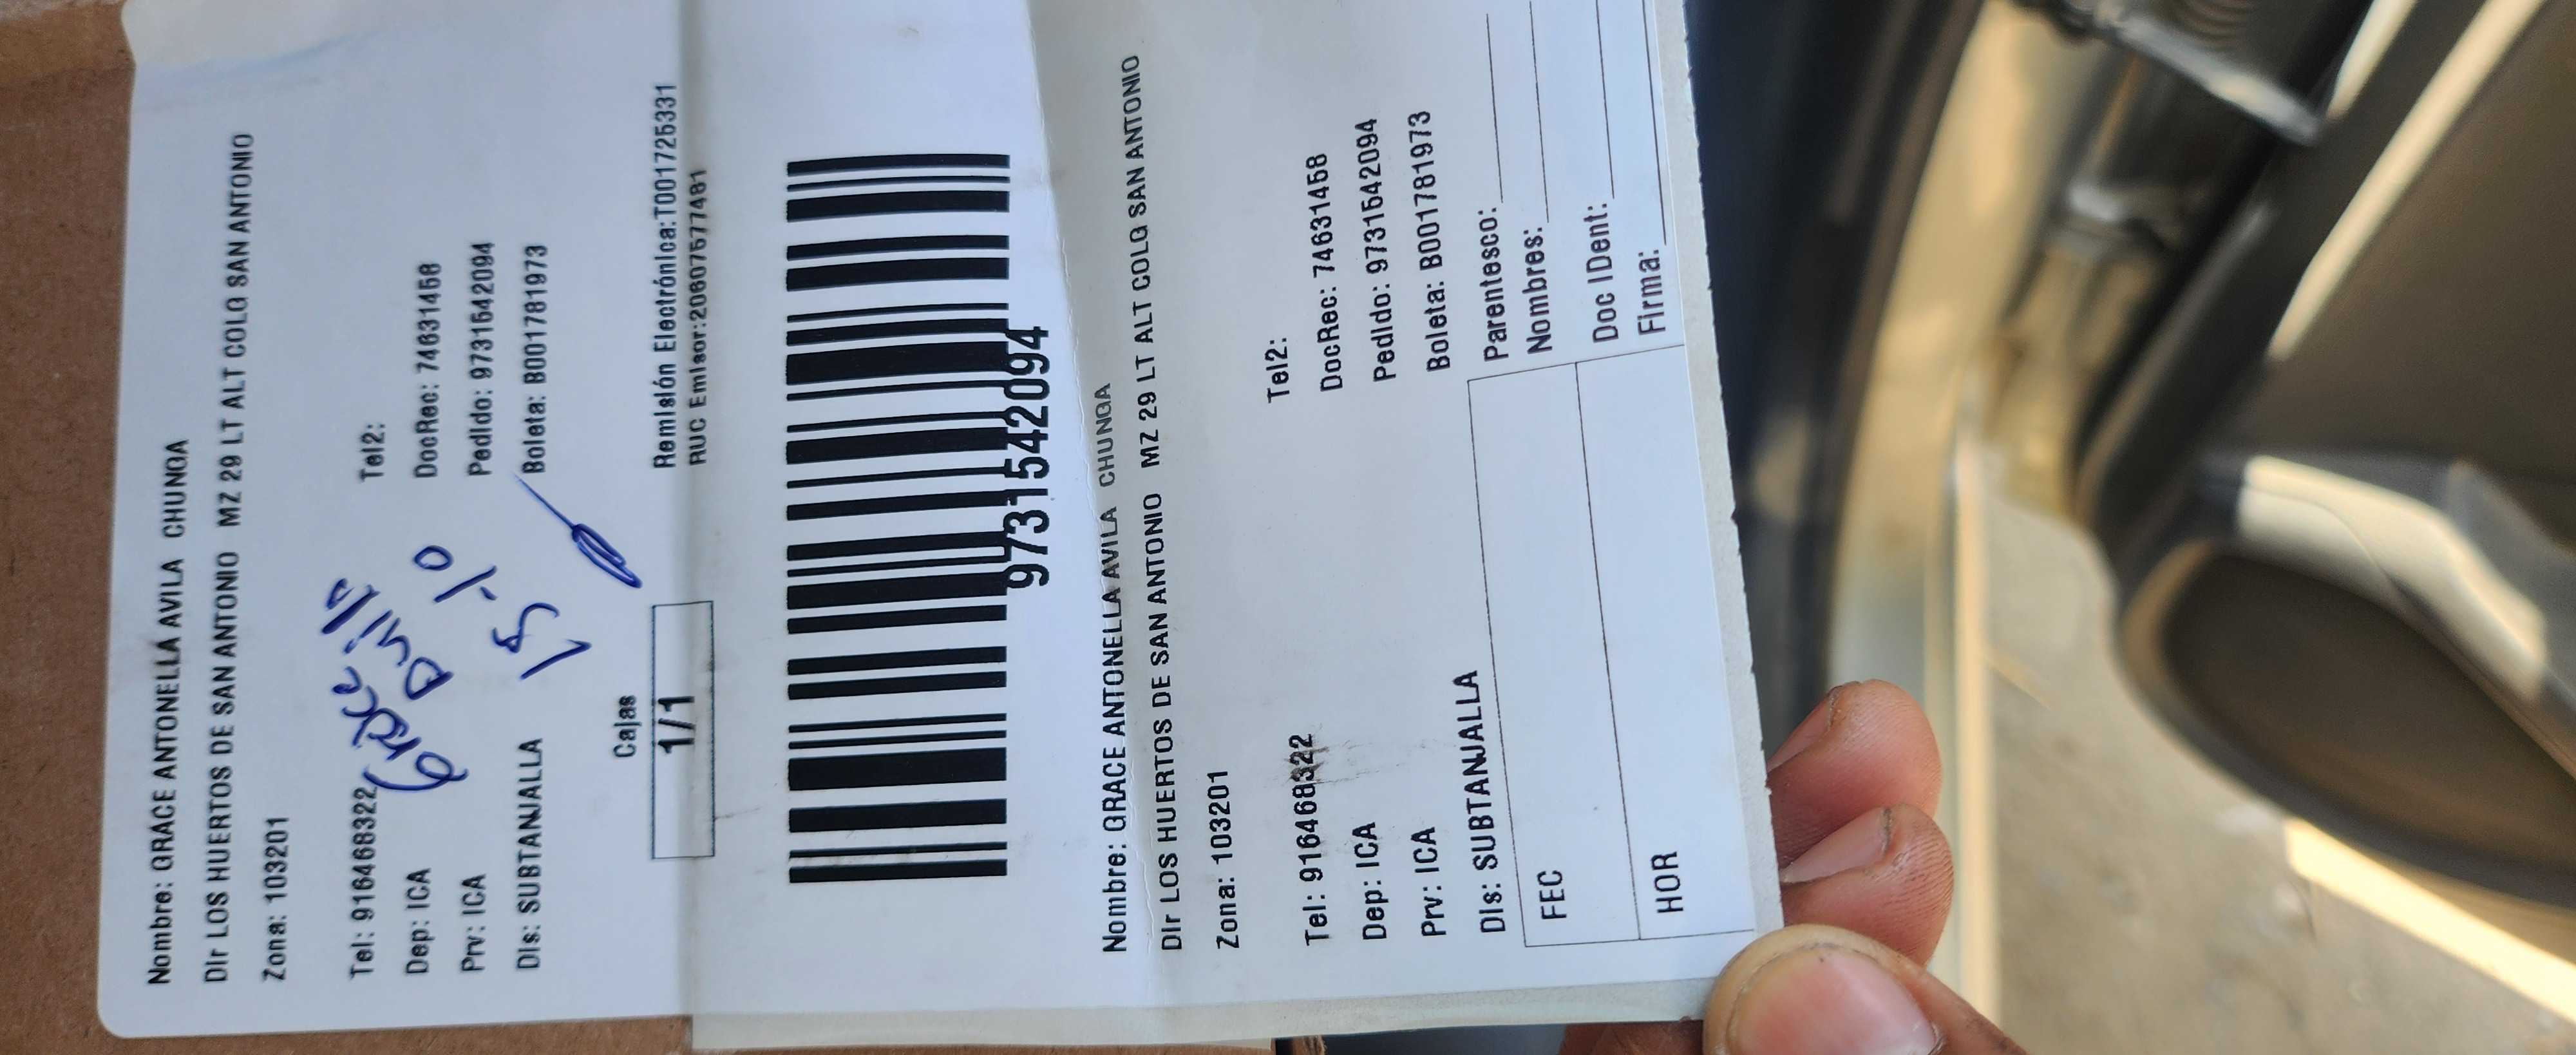 Nombre: GRACE ANTONELLA AVILA CHUNGA
DIr LOS HUERTOS DE SAN ANTONIO MZ 29 LT ALT COLG SAN ANTONIO
Zona: 103201
Tel: 916468322 Tel2:
Dep: ICA DocRec: 74631458
Prv: ICA Pedido: 9731542094
Dis: SUBTANJALLA Boleta: B001781973
Grace Avila
Cajas
1/1
Remisión Electrónica:T001725331
RUC Emisor:20607577481
9731542094
Nombre: GRACE ANTONELLA AVILA CHUNGA
DIr LOS HUERTOS DE SAN ANTONIO MZ 29 LT ALT COLG SAN ANTONIO
Zona: 103201
Tel: 916468322 Tel2:
Dep: ICA DocRec: 74631458
Prv: ICA Pedido: 9731542094
Dis: SUBTANJALLA Boleta: B001781973
FEC Parentesco:
Nombres:
HOR Doc IDent:
Firma: